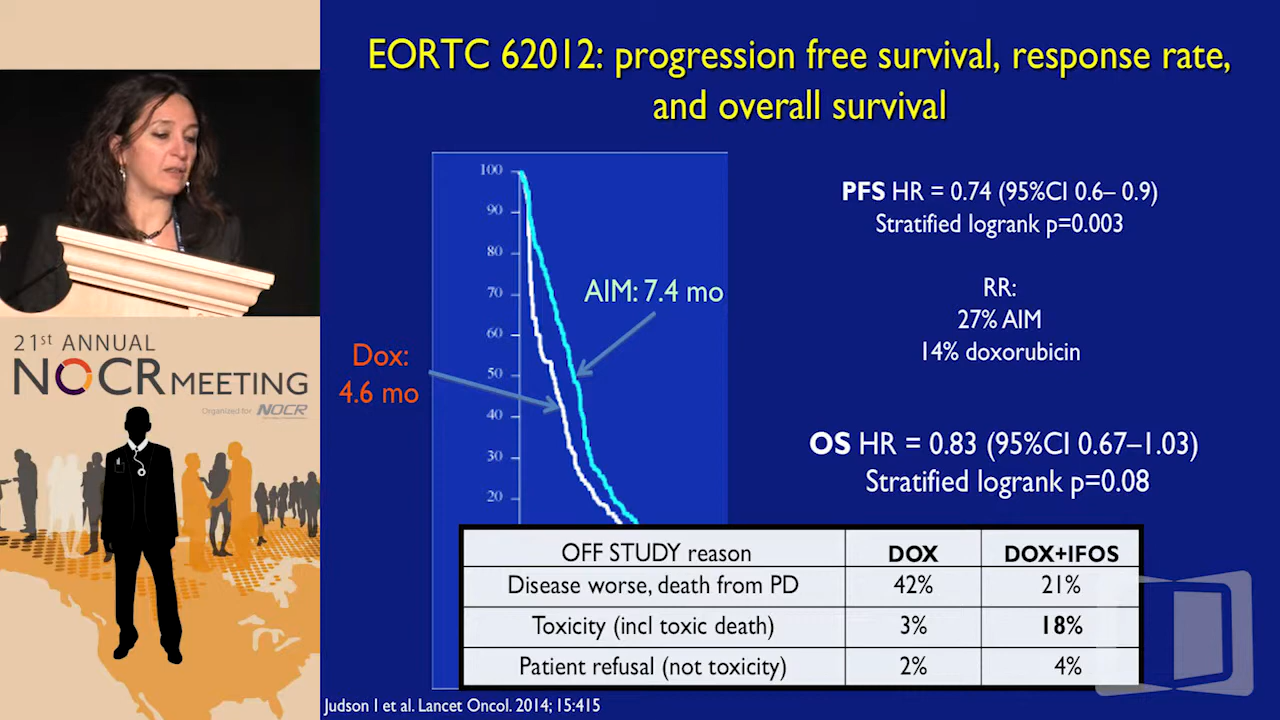 EORTC 62012: progression free survival, response rate,
and overall survival
100
90
80
70
60
50
40
30
20
AIM: 7.4 mo
Dox:
4.6 mo
PFS HR = 0.74 (95%CI 0.6– 0.9)
Stratified logrank p=0.003
RR:
27% AIM
14% doxorubicin
OS HR = 0.83 (95%CI 0.67–1.03)
Stratified logrank p=0.08
OFF STUDY reason DOX DOX+IFOS
Disease worse, death from PD 42% 21%
Toxicity (incl toxic death) 3% 18%
Patient refusal (not toxicity) 2% 4%
Judson I et al. Lancet Oncol. 2014; 15:415
21st ANNUAL
NOCR MEETING
Organized for NOCR